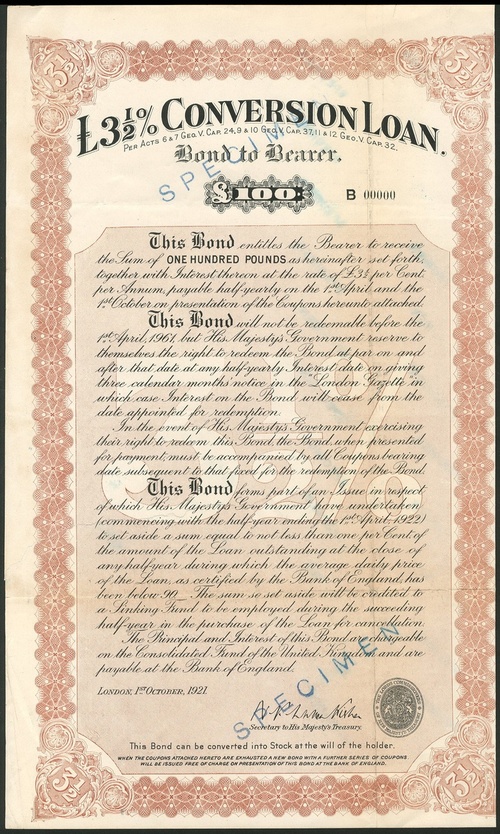 £3½% CONVERSION LOAN.
PER ACTS 6 & 7 GEO. V. CAP. 24, 9 & 10 GEO. V. CAP. 37, 11 & 12 GEO. V. CAP. 32.
Bond to Bearer.
SPECIMEN
£100
B 00000
This Bond entitles the Bearer to receive
the Sum of ONE HUNDRED POUNDS as hereinafter set forth,
together with Interest thereon at the rate of £3½ per Cent.
per Annum, payable half-yearly on the 1st April and the
1st October on presentation of the Coupons hereunto attached.
This Bond will not be redeemable before the
1st April, 1961, but His Majesty's Government reserve to
themselves the right to redeem the Bond at par on and
after that date at any half-yearly Interest date on giving
three calendar months' notice in the "London Gazette" in
which case Interest on the Bond will cease from the
date appointed for redemption.
In the event of His Majesty's Government exercising
their right to redeem this Bond, the Bond, when presented
for payment, must be accompanied by all Coupons bearing
date subsequent to that fixed for the redemption of the Bond.
This Bond forms part of an Issue in respect
of which His Majesty's Government have undertaken
(commencing with the half-year ending the 1st April, 1922)
to set aside a sum equal to not less than one per Cent of
the amount of the Loan outstanding at the close of
any half-year during which the average daily price
of the Loan, as certified by the Bank of England, has
been below 90_ The sum so set aside will be credited to
a Sinking Fund to be employed during the succeeding
half-year in the purchase of the Loan for cancellation.
The Principal and Interest of this Bond are chargeable
on the Consolidated Fund of the United Kingdom and are
payable at the Bank of England.
LONDON, 1ST OCTOBER, 1921.
SPECIMEN
Secretary to His Majesty's Treasury.
This Bond can be converted into Stock at the will of the holder.
WHEN THE COUPONS ATTACHED HERETO ARE EXHAUSTED A NEW BOND WITH A FURTHER SERIES OF COUPONS
WILL BE ISSUED FREE OF CHARGE ON PRESENTATION OF THIS BOND AT THE BANK OF ENGLAND.
3½
3½
3½
3½